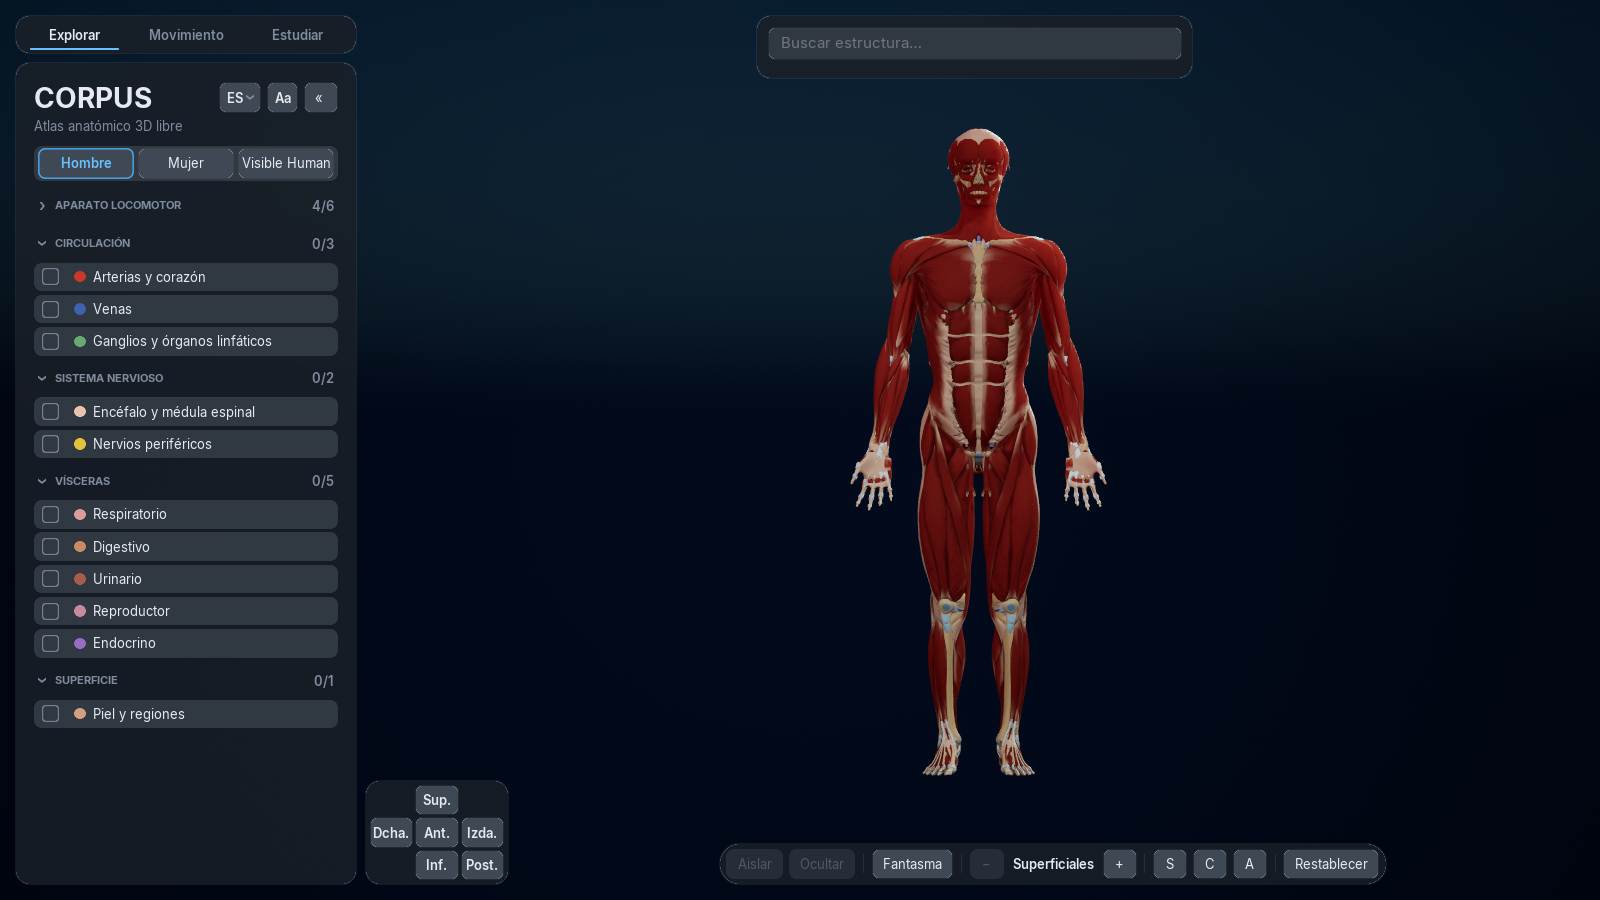 Explorar Movimiento Estudiar
Buscar estructura...
CORPUS ES Aa «
Atlas anatómico 3D libre
Hombre Mujer Visible Human
APARATO LOCOMOTOR 4/6
CIRCULACIÓN 0/3
Arterias y corazón
Venas
Ganglios y órganos linfáticos
SISTEMA NERVIOSO 0/2
Encéfalo y médula espinal
Nervios periféricos
VÍSCERAS 0/5
Respiratorio
Digestivo
Urinario
Reproductor
Endocrino
SUPERFICIE 0/1
Piel y regiones
Sup.
Dcha. Ant. Izda.
Inf. Post.
Aislar Ocultar Fantasma − Superficiales + S C A Restablecer